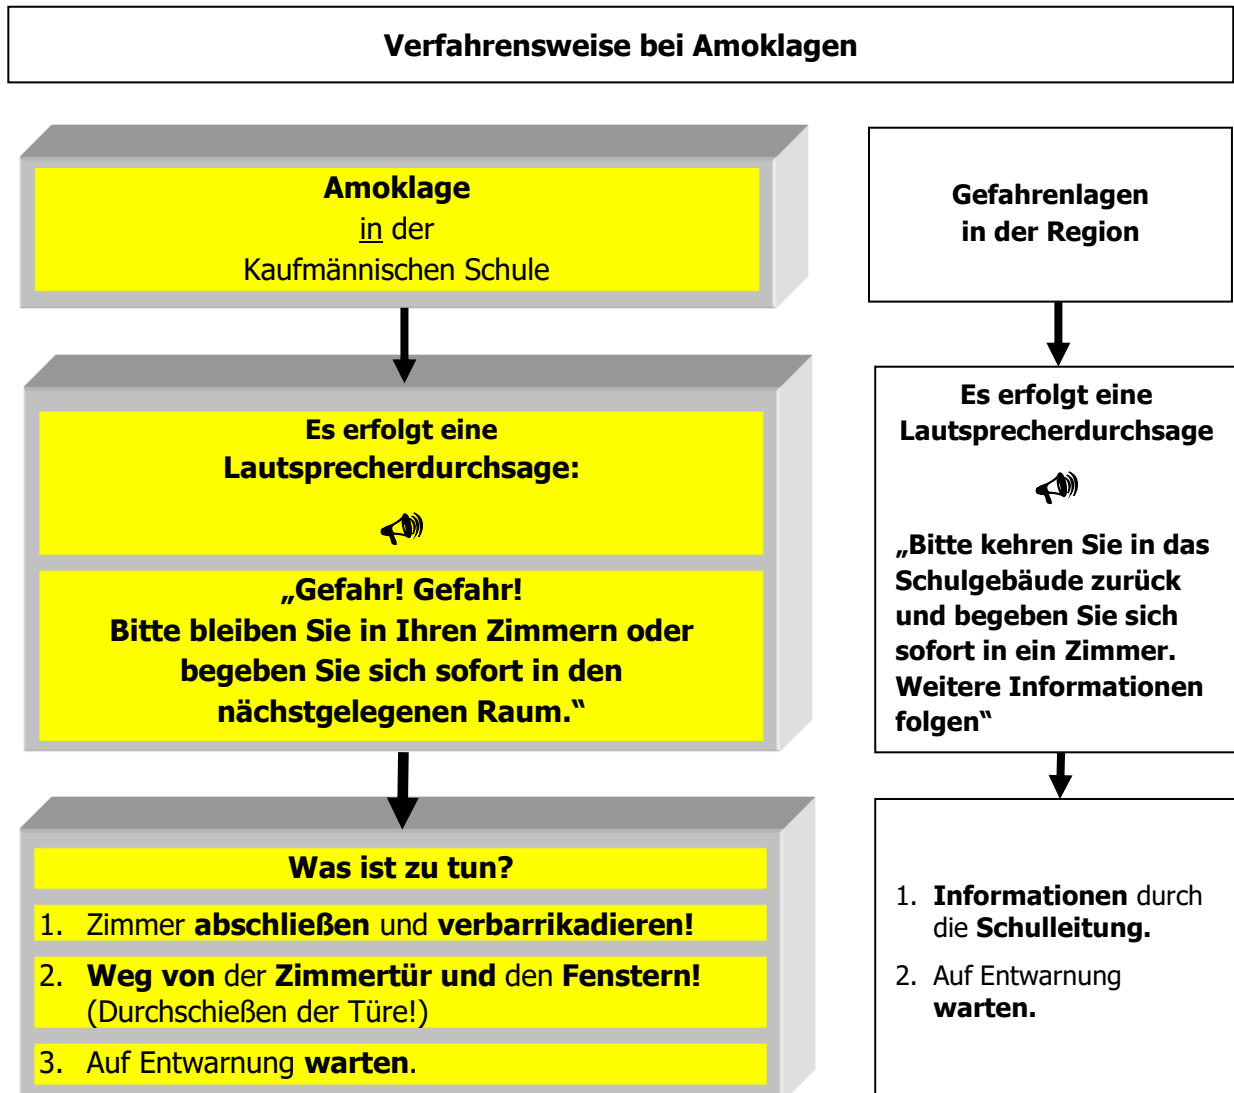 Verfahrensweise bei Amoklagen
Amoklage
in der
Kaufmännischen Schule
Es erfolgt eine
Lautsprecherdurchsage:
„Gefahr! Gefahr!
Bitte bleiben Sie in Ihren Zimmern oder
begeben Sie sich sofort in den
nächstgelegenen Raum.“
Was ist zu tun?
1. Zimmer abschließen und verbarrikadieren!
2. Weg von der Zimmertür und den Fenstern!
(Durchschießen der Türe!)
3. Auf Entwarnung warten.
Gefahrenlagen
in der Region
Es erfolgt eine
Lautsprecherdurchsage
„Bitte kehren Sie in das
Schulgebäude zurück
und begeben Sie sich
sofort in ein Zimmer.
Weitere Informationen
folgen“
1. Informationen durch
die Schulleitung.
2. Auf Entwarnung
warten.